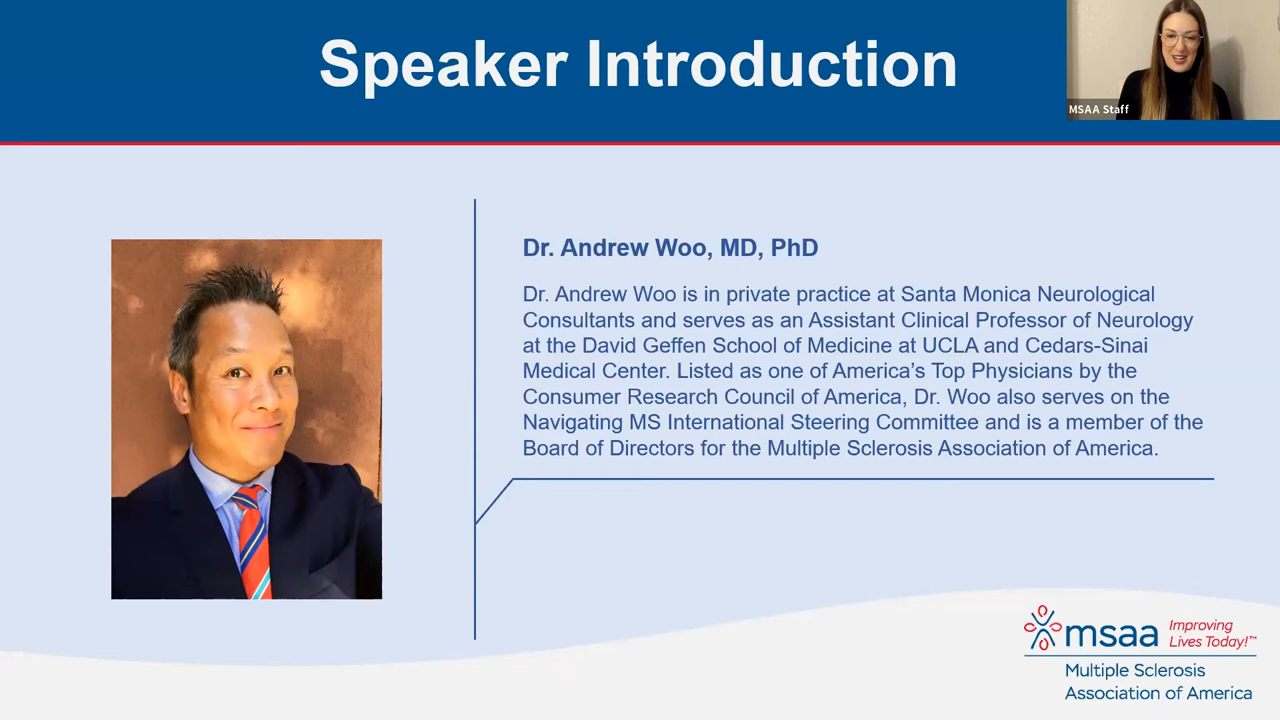 Speaker Introduction
MSAA Staff
Dr. Andrew Woo, MD, PhD
Dr. Andrew Woo is in private practice at Santa Monica Neurological
Consultants and serves as an Assistant Clinical Professor of Neurology
at the David Geffen School of Medicine at UCLA and Cedars-Sinai
Medical Center. Listed as one of America’s Top Physicians by the
Consumer Research Council of America, Dr. Woo also serves on the
Navigating MS International Steering Committee and is a member of the
Board of Directors for the Multiple Sclerosis Association of America.
msaa
Improving
Lives Today!™
Multiple Sclerosis
Association of America